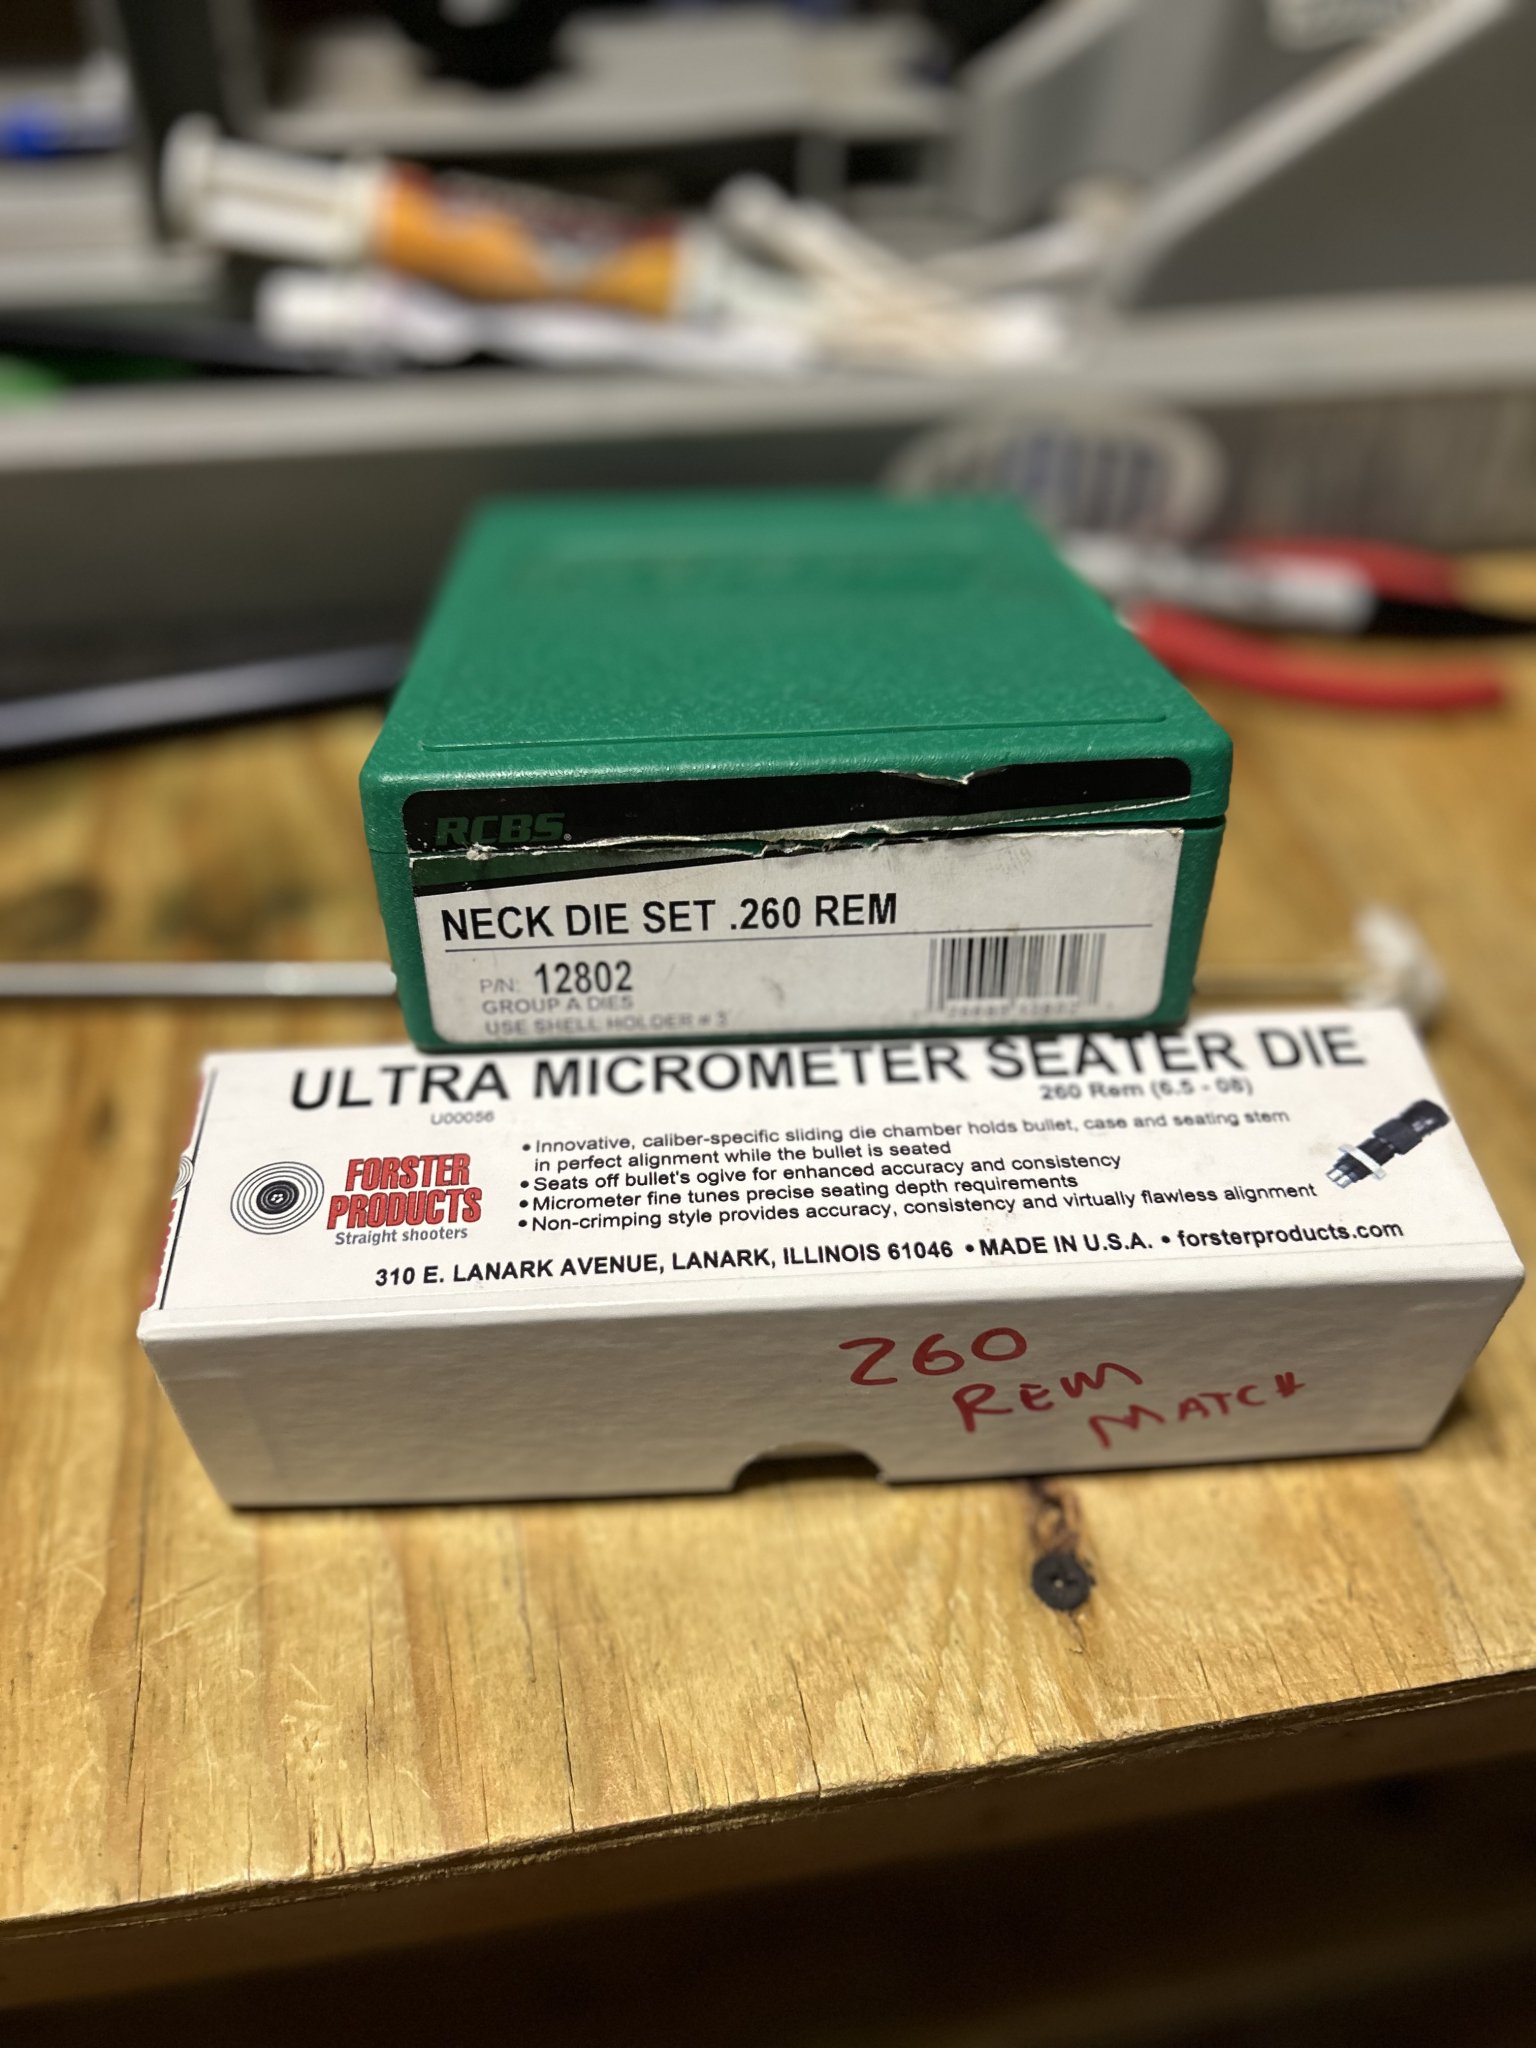 RCBS®
NECK DIE SET .260 REM
P/N: 12802
GROUP A DIES
USE SHELL HOLDER # 3
ULTRA MICROMETER SEATER DIE
260 Rem (6.5 - 08)
U00056
• Innovative, caliber-specific sliding die chamber holds bullet, case and seating stem
in perfect alignment while the bullet is seated
• Seats off bullet's ogive for enhanced accuracy and consistency
• Micrometer fine tunes precise seating depth requirements
• Non-crimping style provides accuracy, consistency and virtually flawless alignment
FORSTER
PRODUCTS
Straight shooters
310 E. LANARK AVENUE, LANARK, ILLINOIS 61046 • MADE IN U.S.A. • forsterproducts.com
260
REM
MATCH